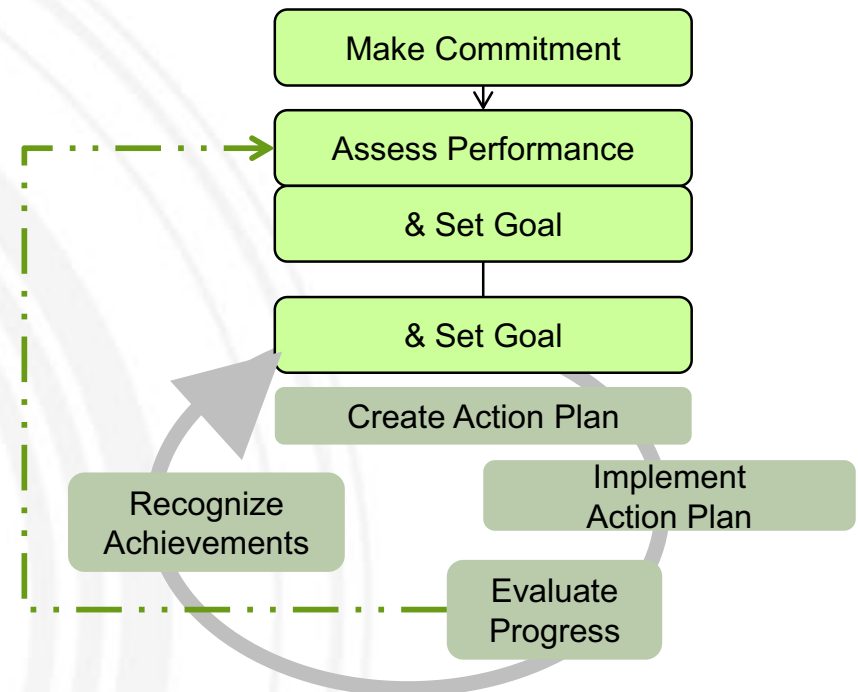 Make Commitment
Assess Performance
& Set Goal
& Set Goal
Create Action Plan
Implement
Action Plan
Recognize
Achievements
Evaluate
Progress